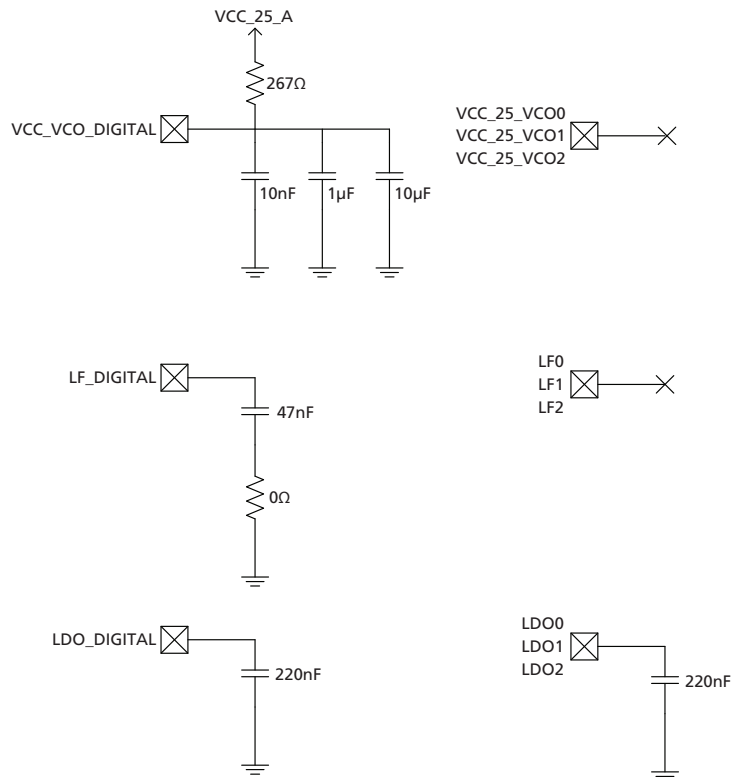 VCC_25_A
267Ω
VCC_VCO_DIGITAL
10nF
1µF
10µF
VCC_25_VCO0
VCC_25_VCO1
VCC_25_VCO2
LF_DIGITAL
47nF
0Ω
LF0
LF1
LF2
LDO_DIGITAL
220nF
LDO0
LDO1
LDO2
220nF